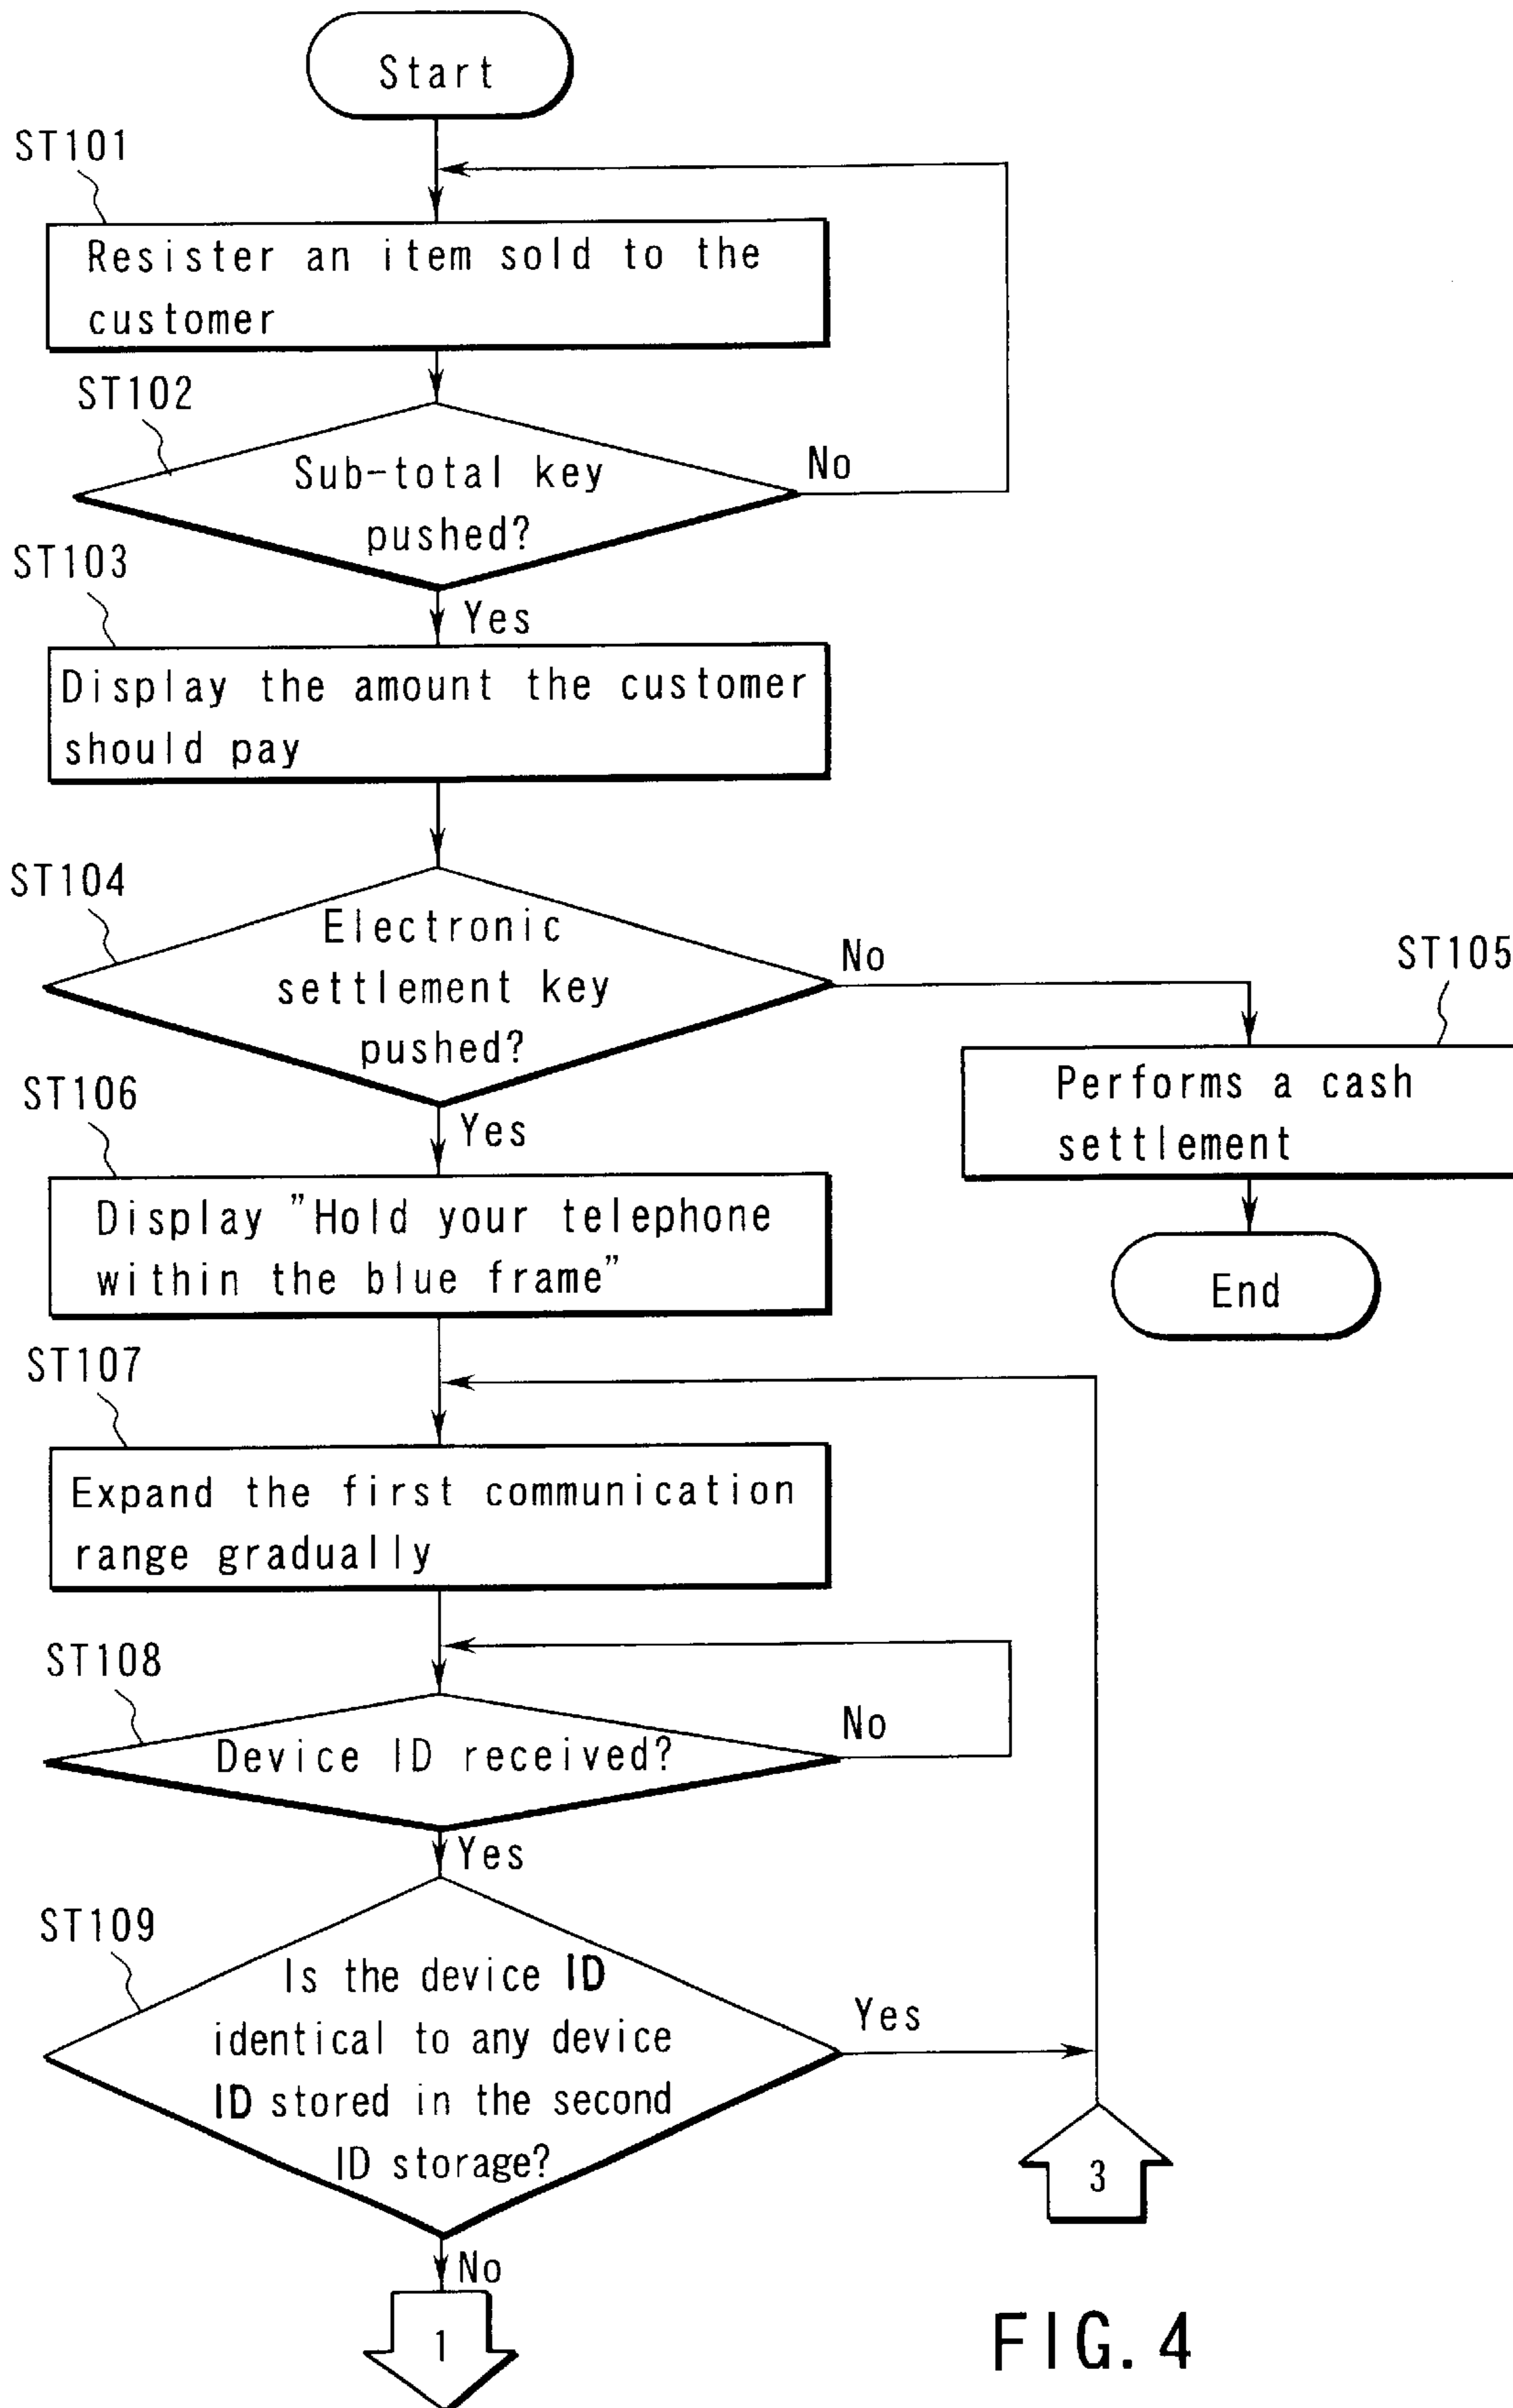 Start
ST101
Resister an item sold to the
customer
ST102
Sub-total key
pushed?
No
ST103
Yes
Display the amount the customer
should pay
ST104
Electronic
settlement key
pushed?
No
ST105
Performs a cash
settlement
End
ST106
Yes
Display "Hold your telephone
within the blue frame"
ST107
Expand the first communication
range gradually
ST108
Device ID received?
No
Yes
ST109
Is the device ID
identical to any device
ID stored in the second
ID storage?
Yes
3
No
1
FIG. 4